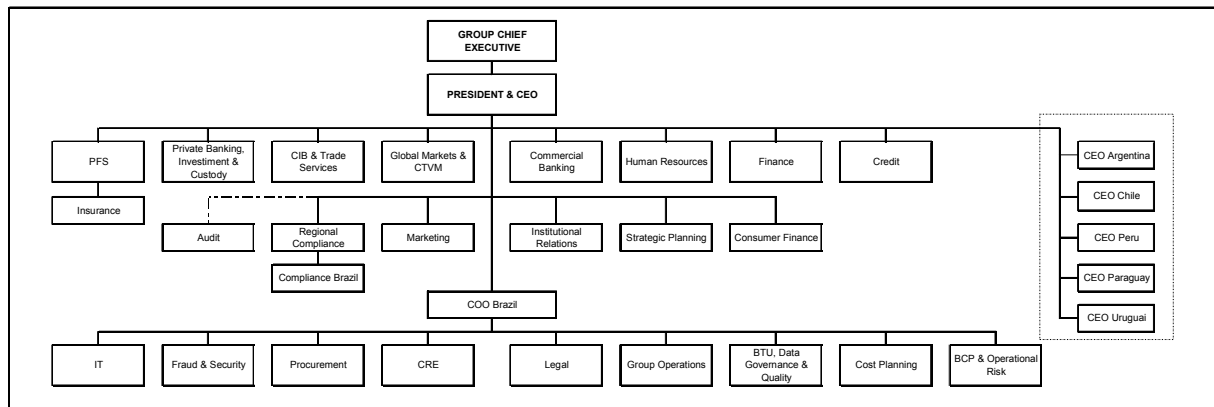 GROUP CHIEF
EXECUTIVE
PRESIDENT & CEO
PFS
Private Banking,
Investiment &
Custody
CIB & Trade
Services
Global Markets &
CTVM
Commercial
Banking
Human Resources
Finance
Credit
CEO Argentina
Insurance
CEO Chile
Audit
Regional
Compliance
Marketing
Institutional
Relations
Strategic Planning
Consumer Finance
CEO Peru
Compliance Brazil
CEO Paraguay
COO Brazil
CEO Uruguai
IT
Fraud & Security
Procurement
CRE
Legal
Group Operations
BTU, Data
Governance &
Quality
Cost Planning
BCP & Operational
Risk